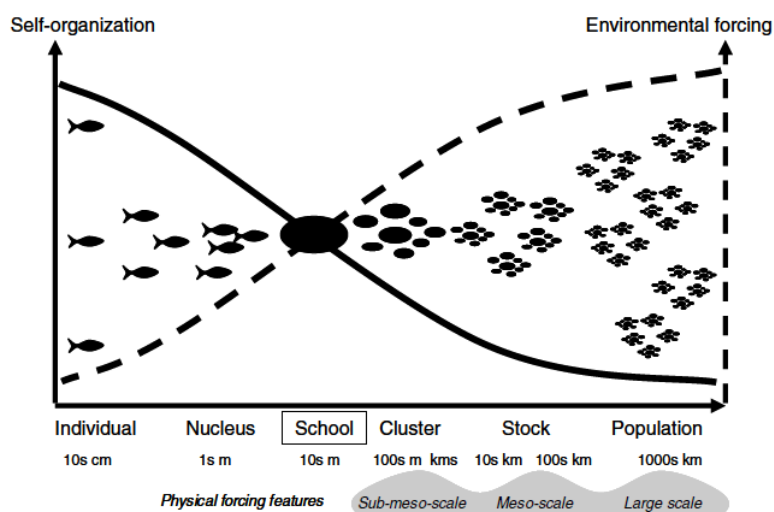 Self-organization Environmental forcing
Individual Nucleus School Cluster Stock Population
10s cm 1s m 10s m 100s m kms 10s km 100s km 1000s km
Physical forcing features Sub-meso-scale Meso-scale Large scale